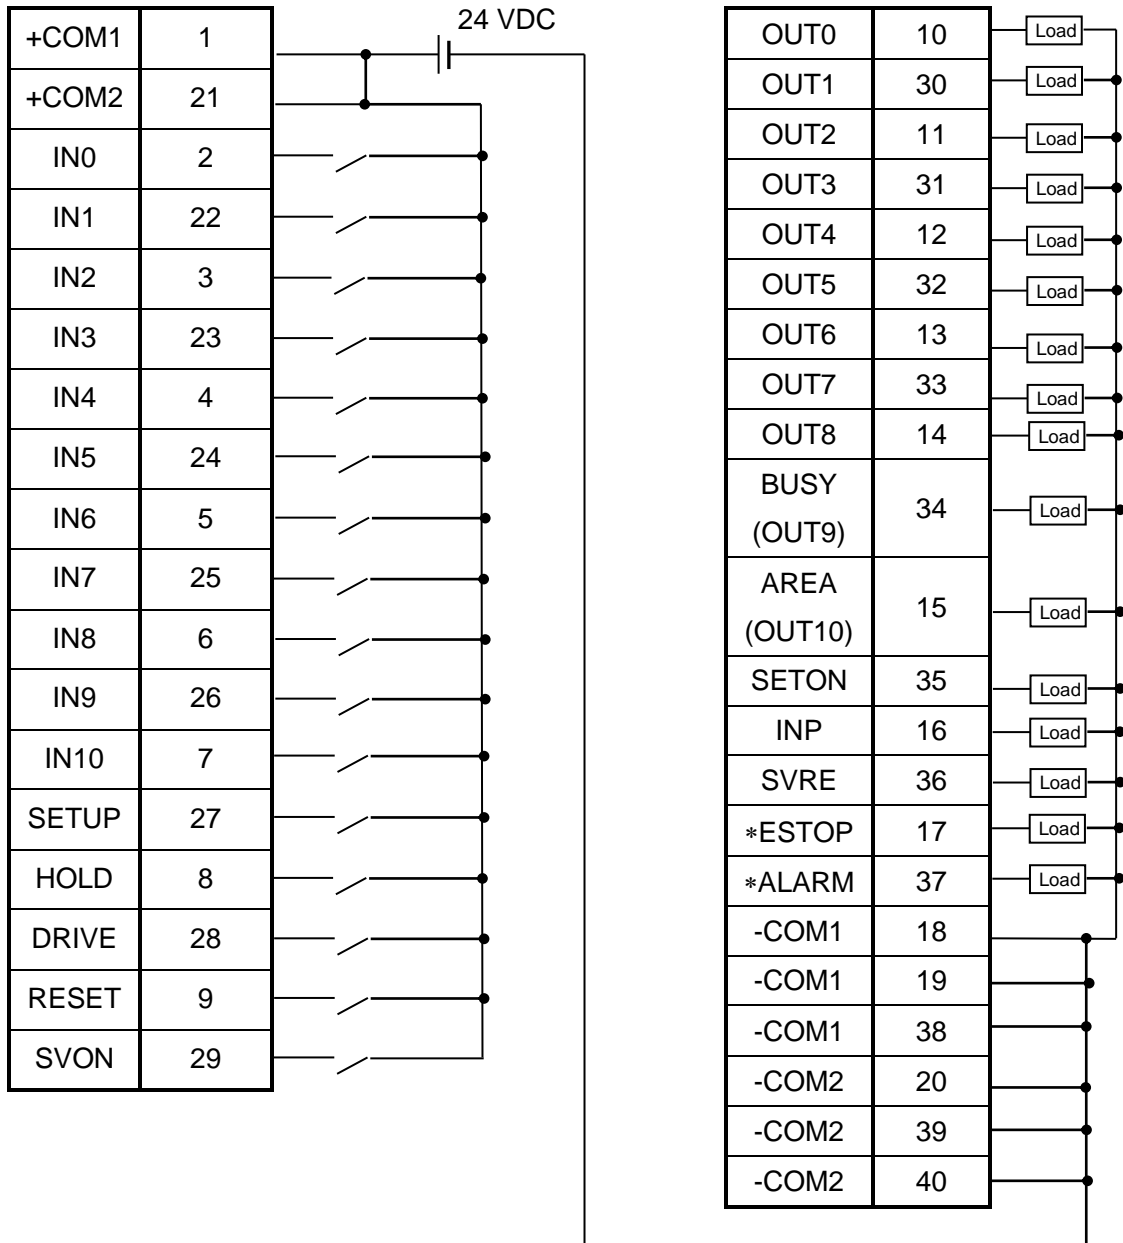 24 VDC
+COM1 1
+COM2 21
IN0 2
IN1 22
IN2 3
IN3 23
IN4 4
IN5 24
IN6 5
IN7 25
IN8 6
IN9 26
IN10 7
SETUP 27
HOLD 8
DRIVE 28
RESET 9
SVON 29
OUT0 10 Load
OUT1 30 Load
OUT2 11 Load
OUT3 31 Load
OUT4 12 Load
OUT5 32 Load
OUT6 13 Load
OUT7 33 Load
OUT8 14 Load
BUSY
(OUT9) 34 Load
AREA
(OUT10) 15 Load
SETON 35 Load
INP 16 Load
SVRE 36 Load
*ESTOP 17 Load
*ALARM 37 Load
-COM1 18
-COM1 19
-COM1 38
-COM2 20
-COM2 39
-COM2 40